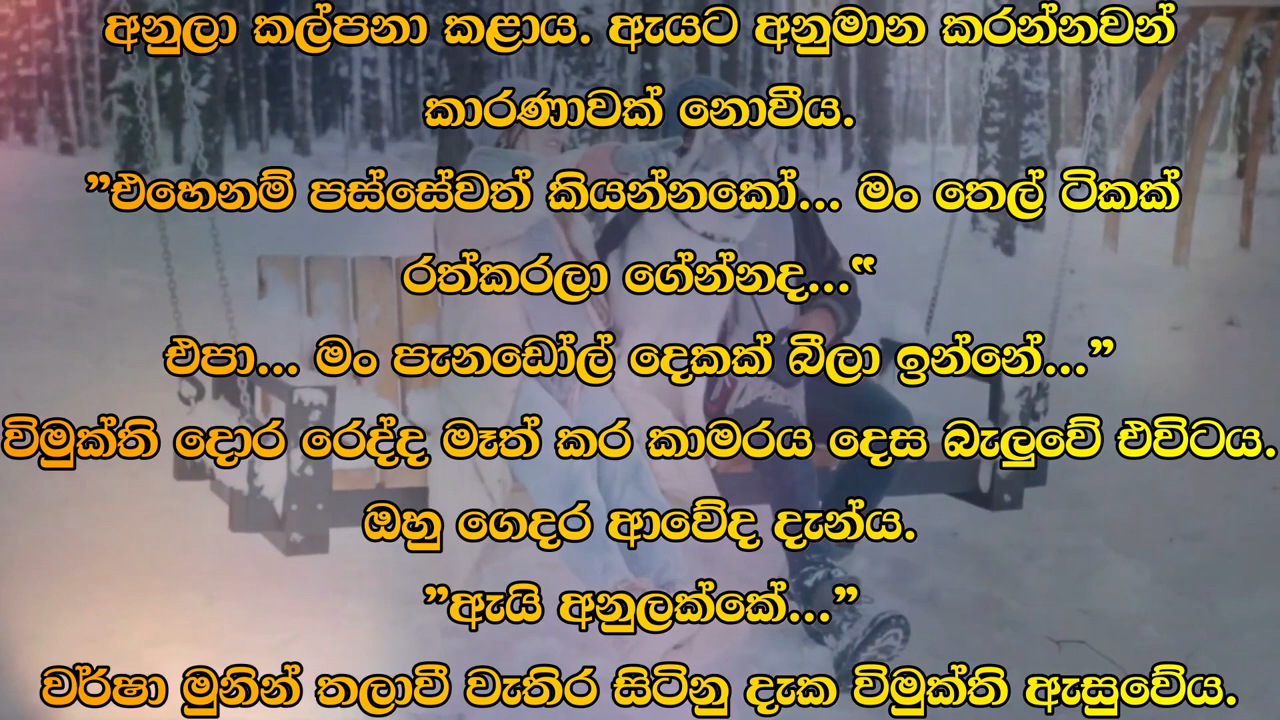 අනුලා කල්පනා කළාය. ඇයට අනුමාන කරන්නවන්
කාරණාවක් නොවීය.
”එහෙනම් පස්සේවත් කියන්නකෝ... මං තෙල් ටිකක්
රත්කරලා ගේන්නද...“
එපා... මං පැනඩෝල් දෙකක් බීලා ඉන්නේ...”
විමුක්ති දොර රෙද්ද මෑත් කර කාමරය දෙස බැලුවේ එවිටය.
ඔහු ගෙදර ආවේද දැන්ය.
”ඇයි අනුලක්කේ...”
වර්ෂා මුනින් තලාවී වැතිර සිටිනු දැක විමුක්ති ඇසුවේය.